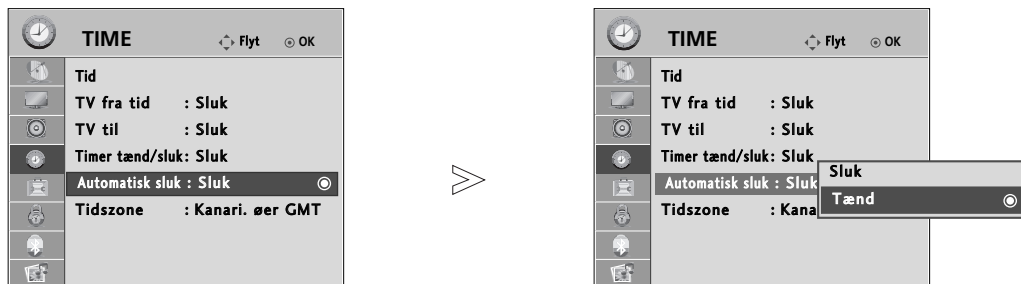 TIME Flyt OK
Tid
TV fra tid : Sluk
TV til : Sluk
Timer tænd/sluk: Sluk
Automatisk sluk : Sluk
Tidszone : Kanari. øer GMT
TIME Flyt OK
Tid
TV fra tid : Sluk
TV til : Sluk
Timer tænd/sluk: Sluk
Automatisk sluk : Sluk
Tidszone : Kana
Sluk
Tænd